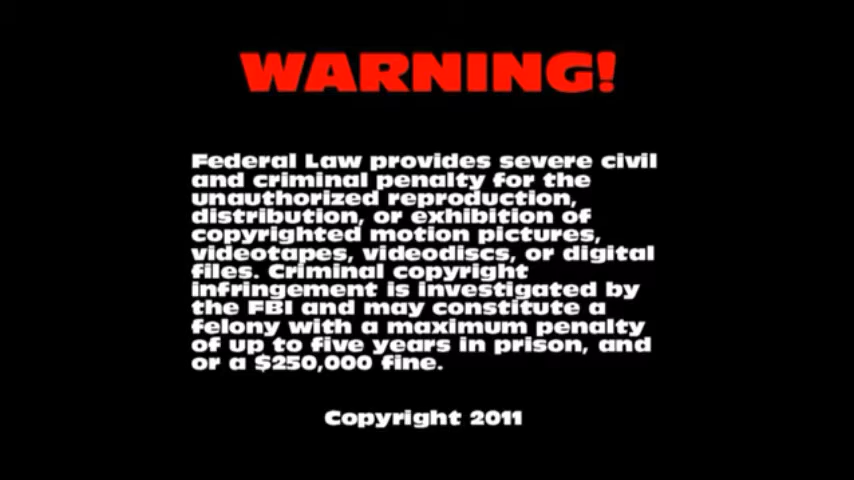 WARNING!
Federal Law provides severe civil
and criminal penalty for the
unauthorized reproduction,
distribution, or exhibition of
copyrighted motion pictures,
videotapes, videodiscs, or digital
files. Criminal copyright
infringement is investigated by
the FBI and may constitute a
felony with a maximum penalty
of up to five years in prison, and
or a $250,000 fine.
Copyright 2011